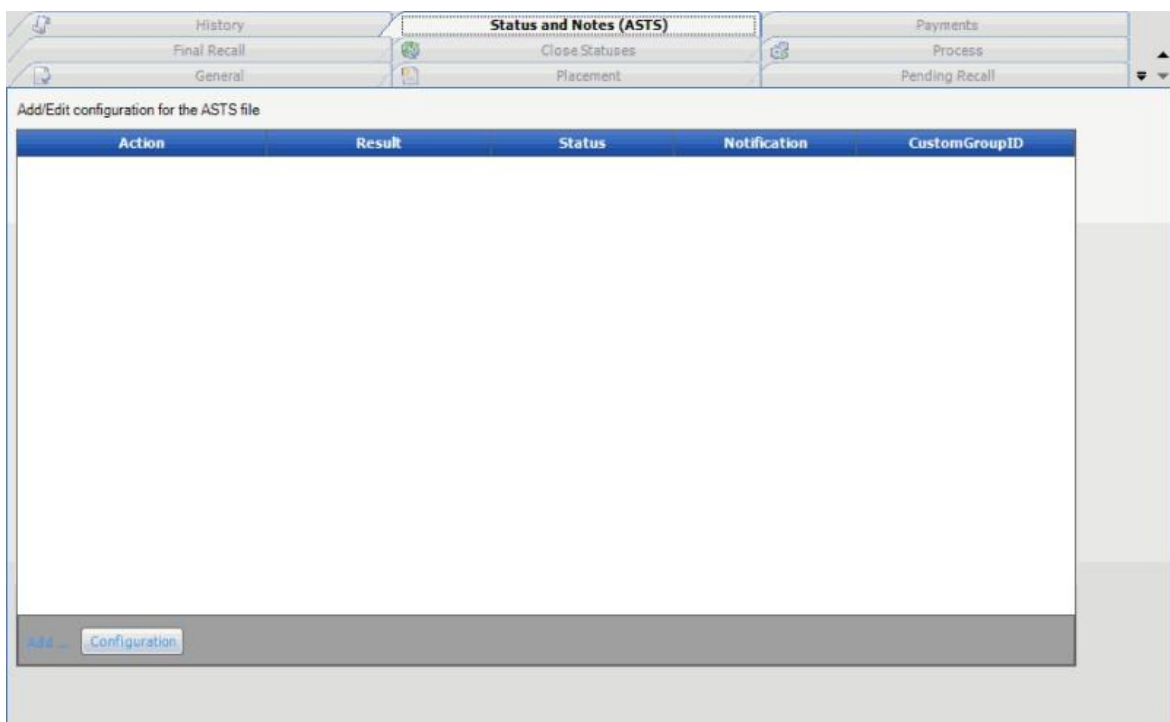 History Status and Notes (ASTS) Payments
Final Recall Close Statuses Process
General Placement Pending Recall
Add/Edit configuration for the ASTS file
Action Result Status Notification CustomGroupID
Add ... Configuration